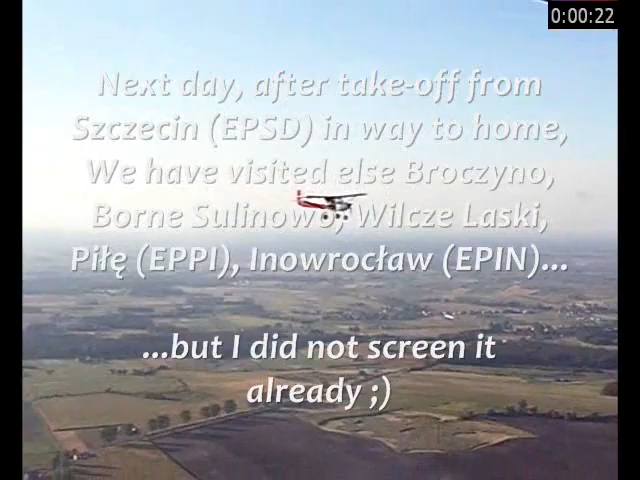 0:00:22
Next day, after take-off from
Szczecin (EPSD) in way to home,
We have visited else Broczyno,
Borne Sulinowo, Wilcze Laski,
Piłę (EPPI), Inowrocław (EPIN)...
...but I did not screen it
already ;)